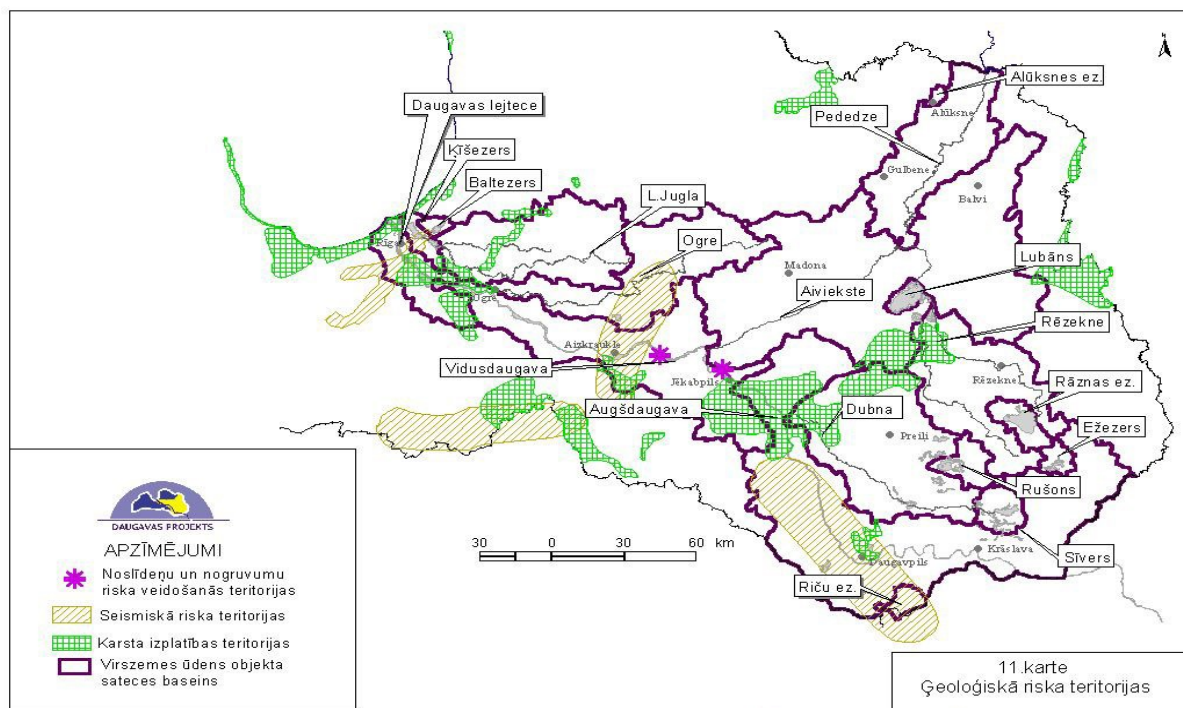 Alūksnes ez.
Daugavas lejtece
Alūksne
Pededze
Ķīšezers
Gulbene
Baltezers
Balvi
L.Jugla
Rīga
Ogre
Lubāns
Madona
Aiviekste
Ogre
Rēzekne
Aizkraukle
Vidusdaugava
Rēzekne
Rāznas ez.
Jēkabpils
Augšdaugava
Dubna
Ežezers
Preiļi
Rušons
DAUGAVAS PROJEKTS
APZĪMĒJUMI
30 0 30 60 km
Krāslava
Sīvers
Daugavpils
Noslīdeņu un nogruvumu
riska veidošanās teritorijas
Riču ez.
Seismiskā riska teritorijas
Karsta izplatības teritorijas
Virszemes ūdens objekta
sateces baseins
11.karte
Ģeoloģiskā riska teritorijas